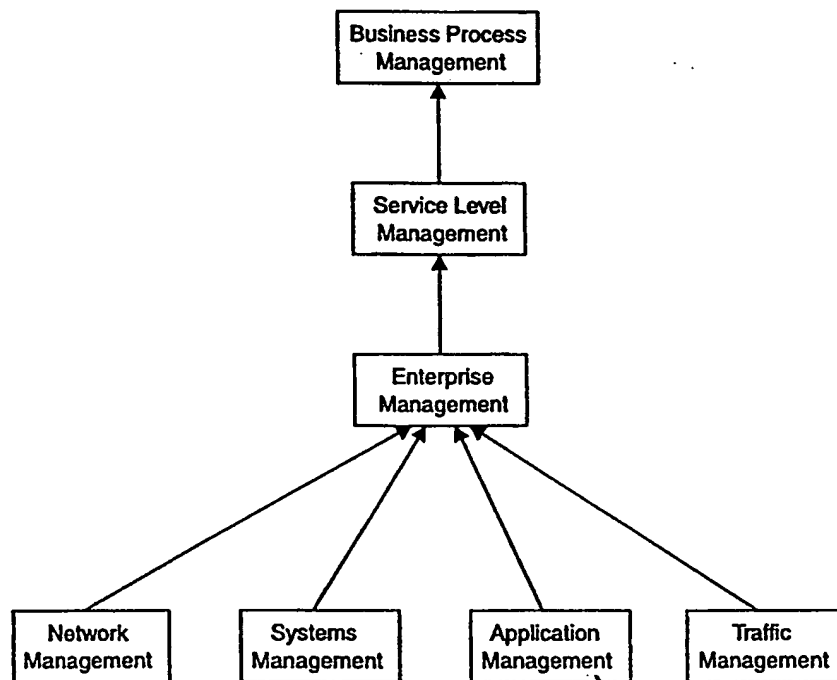 Business Process
Management
Service Level
Management
Enterprise
Management
Network
Management
Systems
Management
Application
Management
Traffic
Management